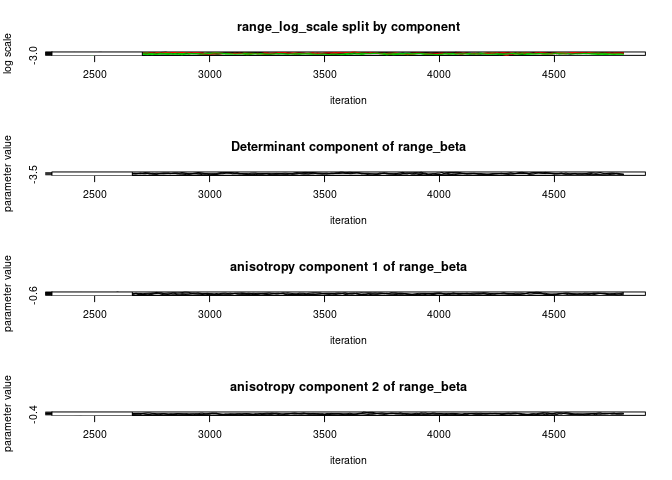 range_log_scale split by component
log scale
-3.0
2500 3000 3500 4000 4500
iteration
Determinant component of range_beta
parameter value
-3.5
2500 3000 3500 4000 4500
iteration
anisotropy component 1 of range_beta
parameter value
-0.6
2500 3000 3500 4000 4500
iteration
anisotropy component 2 of range_beta
parameter value
-0.4
2500 3000 3500 4000 4500
iteration